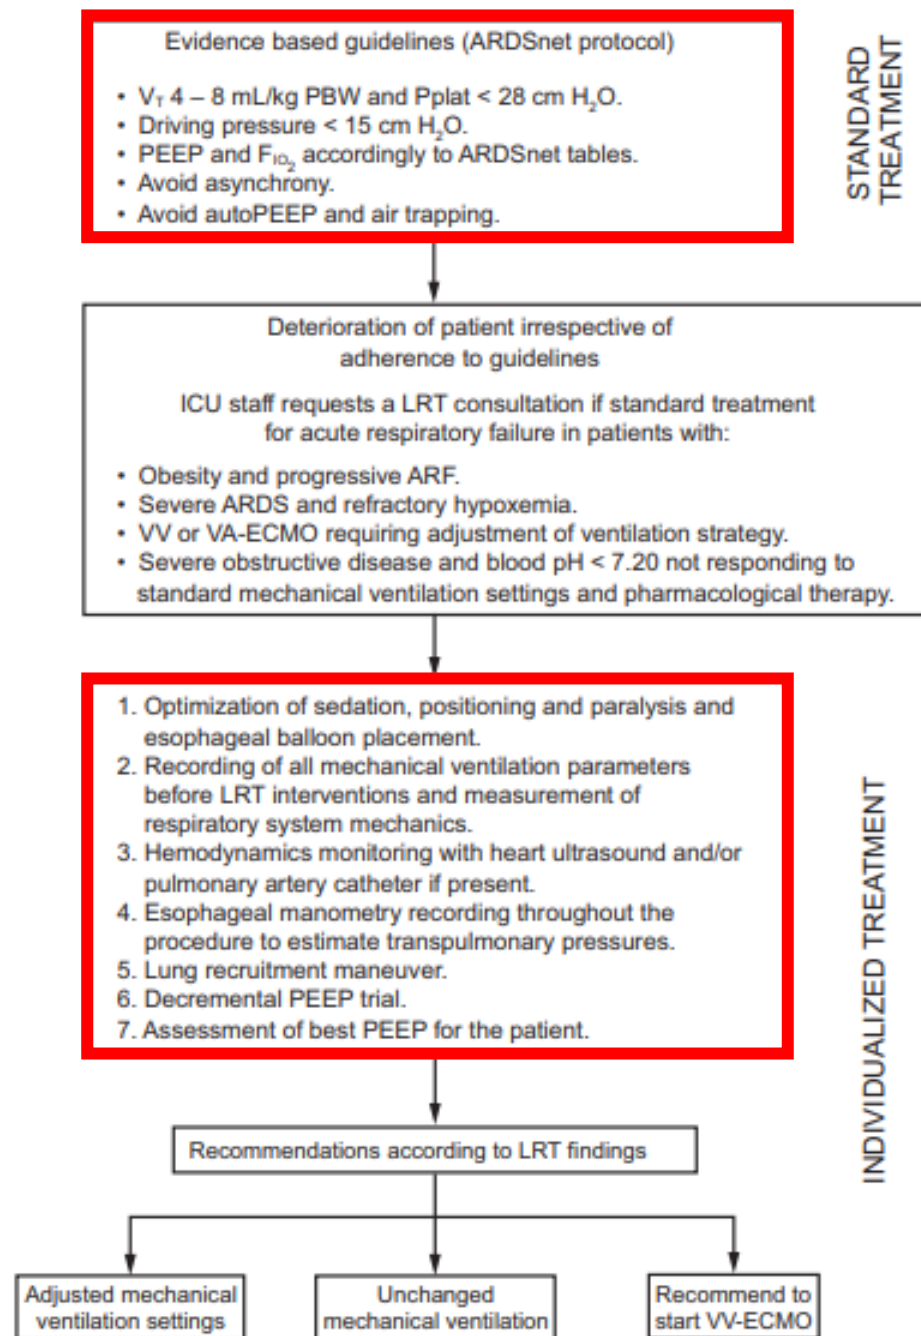 Evidence based guidelines (ARDSnet protocol)
• VT 4 – 8 mL/kg PBW and Pplat < 28 cm H2O.
• Driving pressure < 15 cm H2O.
• PEEP and FIO2 accordingly to ARDSnet tables.
• Avoid asynchrony.
• Avoid autoPEEP and air trapping.
STANDARD
TREATMENT
Deterioration of patient irrespective of
adherence to guidelines
ICU staff requests a LRT consultation if standard treatment
for acute respiratory failure in patients with:
• Obesity and progressive ARF.
• Severe ARDS and refractory hypoxemia.
• VV or VA-ECMO requiring adjustment of ventilation strategy.
• Severe obstructive disease and blood pH < 7.20 not responding to
standard mechanical ventilation settings and pharmacological therapy.
1. Optimization of sedation, positioning and paralysis and
esophageal balloon placement.
2. Recording of all mechanical ventilation parameters
before LRT interventions and measurement of
respiratory system mechanics.
3. Hemodynamics monitoring with heart ultrasound and/or
pulmonary artery catheter if present.
4. Esophageal manometry recording throughout the
procedure to estimate transpulmonary pressures.
5. Lung recruitment maneuver.
6. Decremental PEEP trial.
7. Assessment of best PEEP for the patient.
INDIVIDUALIZED TREATMENT
Recommendations according to LRT findings
Adjusted mechanical
ventilation settings
Unchanged
mechanical ventilation
Recommend to
start VV-ECMO